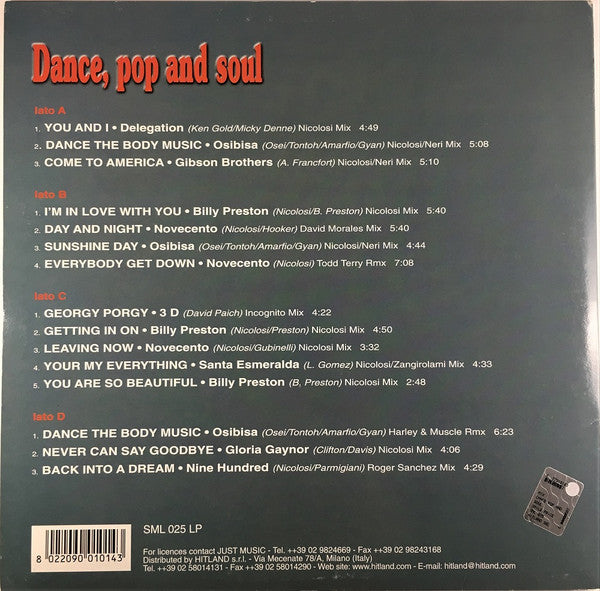 Dance, pop and soul
lato A
1. YOU AND I • Delegation (Ken Gold/Micky Denne) Nicolosi Mix 4:49
2. DANCE THE BODY MUSIC • Osibisa (Osei/Tontoh/Amarfio/Gyan) Nicolosi/Neri Mix 5:08
3. COME TO AMERICA • Gibson Brothers (A. Francfort) Nicolosi/Neri Mix 5:10
lato B
1. I'M IN LOVE WITH YOU • Billy Preston (Nicolosi/B. Preston) Nicolosi Mix 5:40
2. DAY AND NIGHT • Novecento (Nicolosi/Hooker) David Morales Mix 5:40
3. SUNSHINE DAY • Osibisa (Osei/Tontoh/Amarfio/Gyan) Nicolosi/Neri Mix 4:44
4. EVERYBODY GET DOWN • Novecento (Nicolosi) Todd Terry Rmx 7:08
lato C
1. GEORGY PORGY • 3 D (David Paich) Incognito Mix 4:22
2. GETTING IN ON • Billy Preston (Nicolosi/Preston) Nicolosi Mix 4:50
3. LEAVING NOW • Novecento (Nicolosi/Gubinelli) Nicolosi Mix 3:32
4. YOUR MY EVERYTHING • Santa Esmeralda (L. Gomez) Nicolosi/Zangirolami Mix 4:33
5. YOU ARE SO BEAUTIFUL • Billy Preston (B, Preston) Nicolosi Mix 2:48
lato D
1. DANCE THE BODY MUSIC • Osibisa (Osei/Tontoh/Amarfio/Gyan) Harley & Muscle Rmx 6:23
2. NEVER CAN SAY GOODBYE • Gloria Gaynor (Clifton/Davis) Nicolosi Mix 4:06
3. BACK INTO A DREAM • Nine Hundred (Nicolosi/Parmigiani) Roger Sanchez Mix 4:29
8 022090 010143
SML 025 LP
For licences contact JUST MUSIC - Tel. ++39 02 9824669 - Fax ++39 02 98243168
Distributed by HITLAND s.r.l. - Via Mecenate 78/A, Milano (Italy)
Tel. ++39 02 58014131 - Fax ++39 02 58014290 - Web site: www.hitland.com - E-mail: hitland@hitland.com